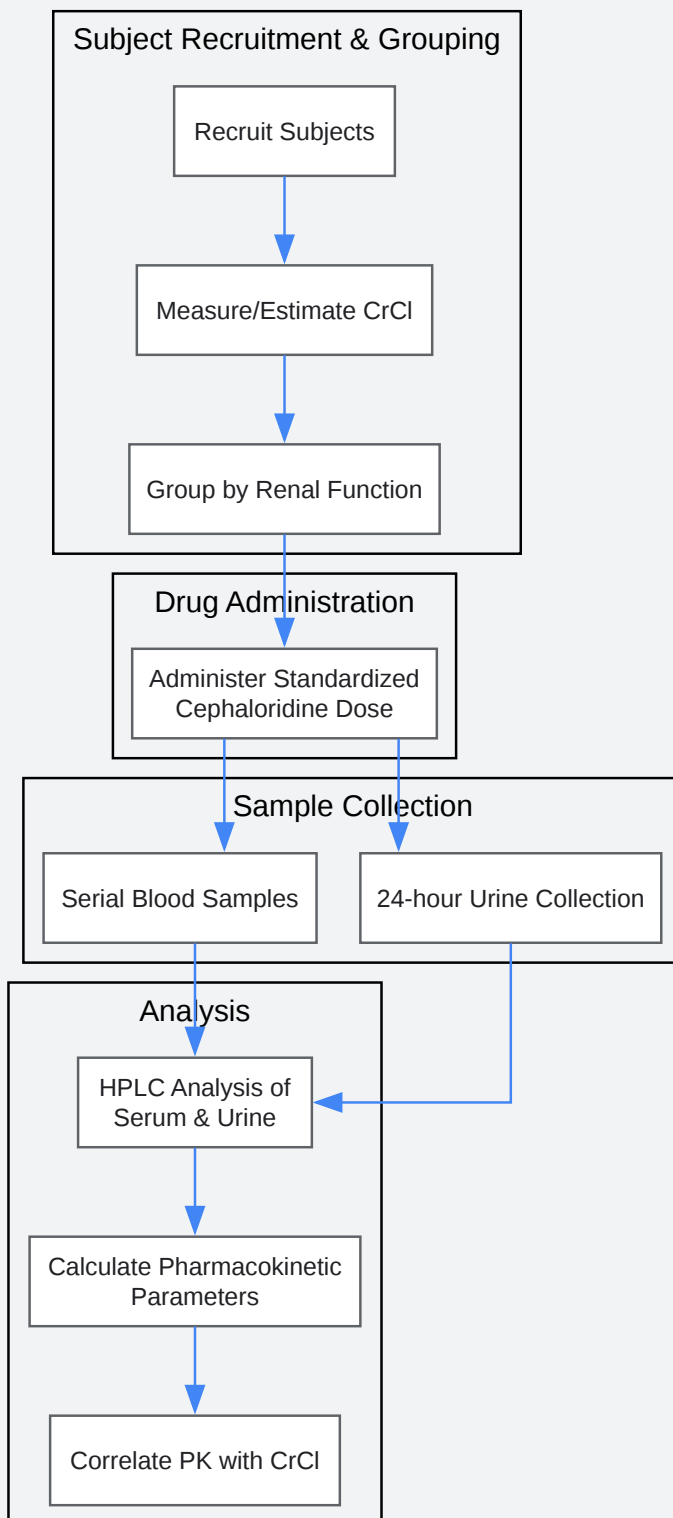 Subject Recruitment & Grouping
Recruit Subjects
Measure/Estimate CrCl
Group by Renal Function
Drug Administration
Administer Standardized
Cephaloridine Dose
Sample Collection
Serial Blood Samples
24-hour Urine Collection
Analysis
HPLC Analysis of
Serum & Urine
Calculate Pharmacokinetic
Parameters
Correlate PK with CrCl